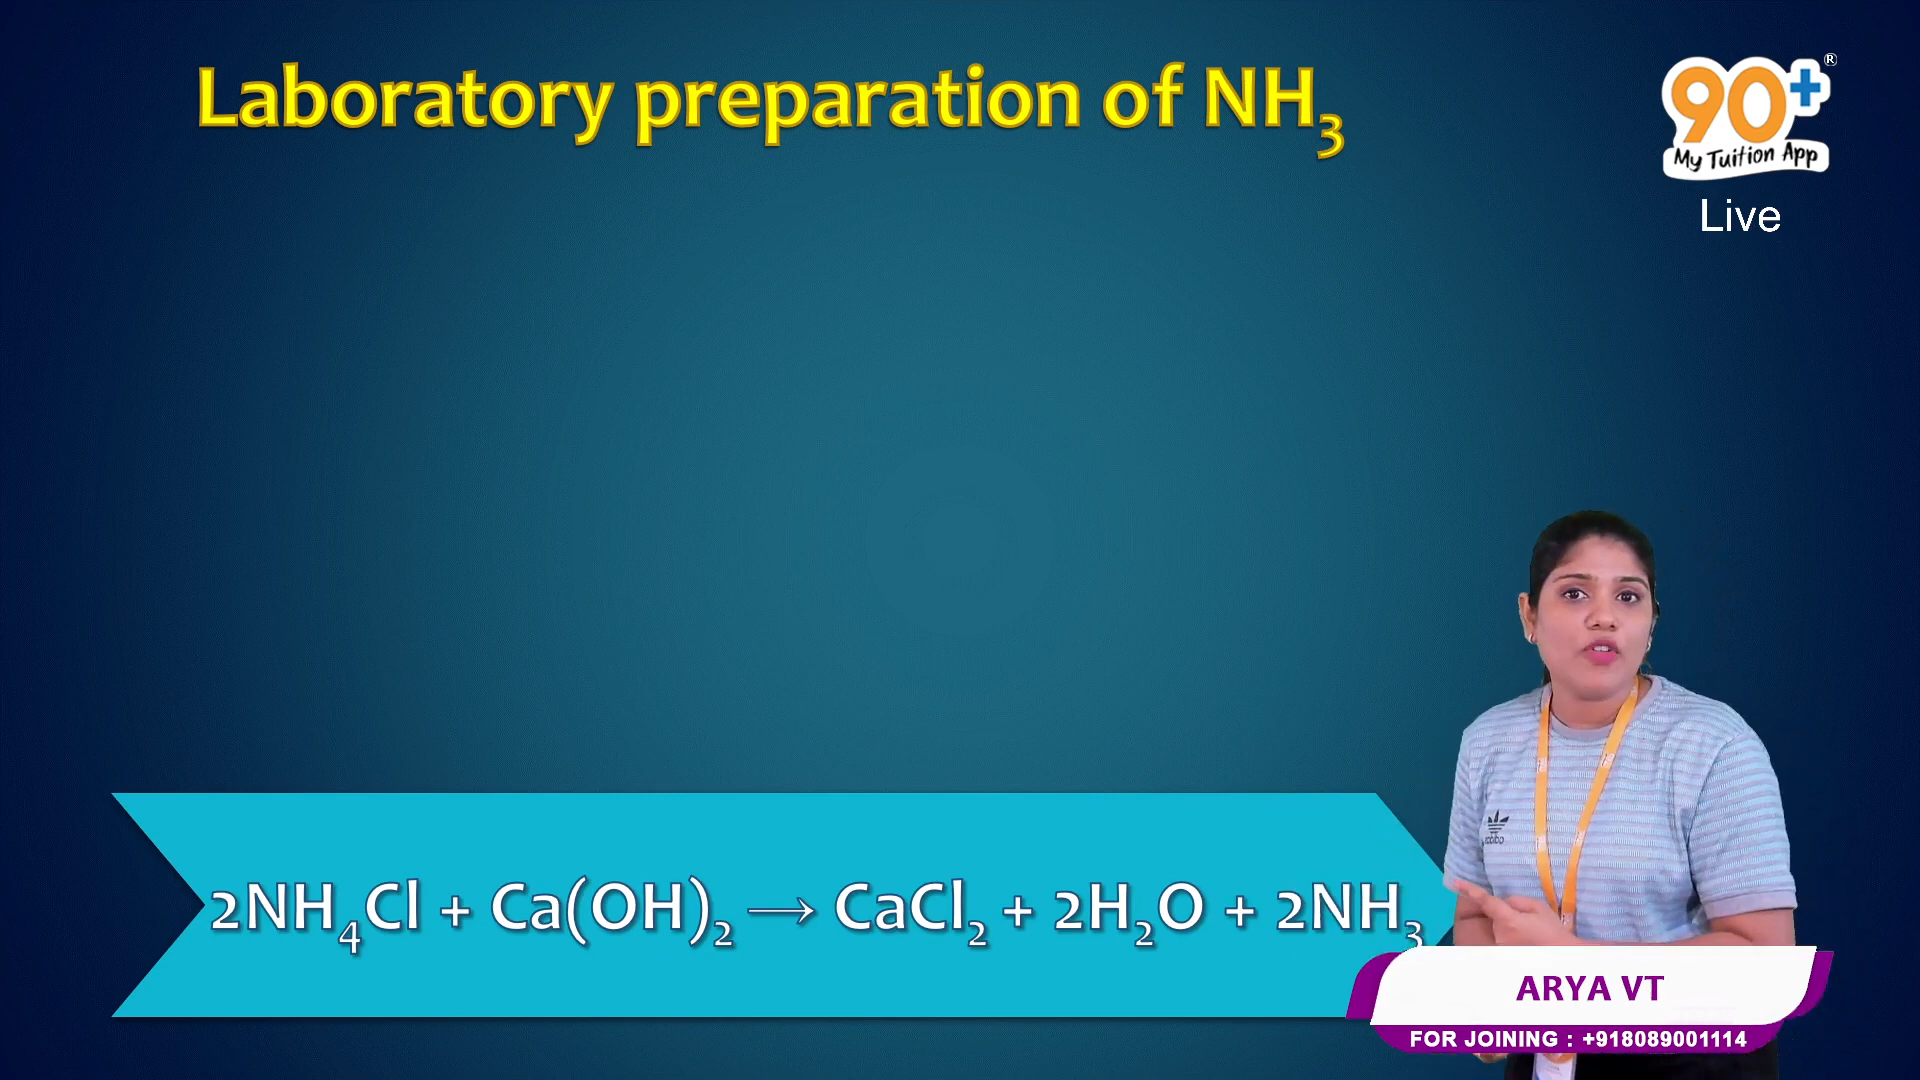 Laboratory preparation of NH₃
90+®
My Tuition App
Live
2NH₄Cl + Ca(OH)₂ → CaCl₂ + 2H₂O + 2NH₃
ARYA VT
FOR JOINING : +918089001114